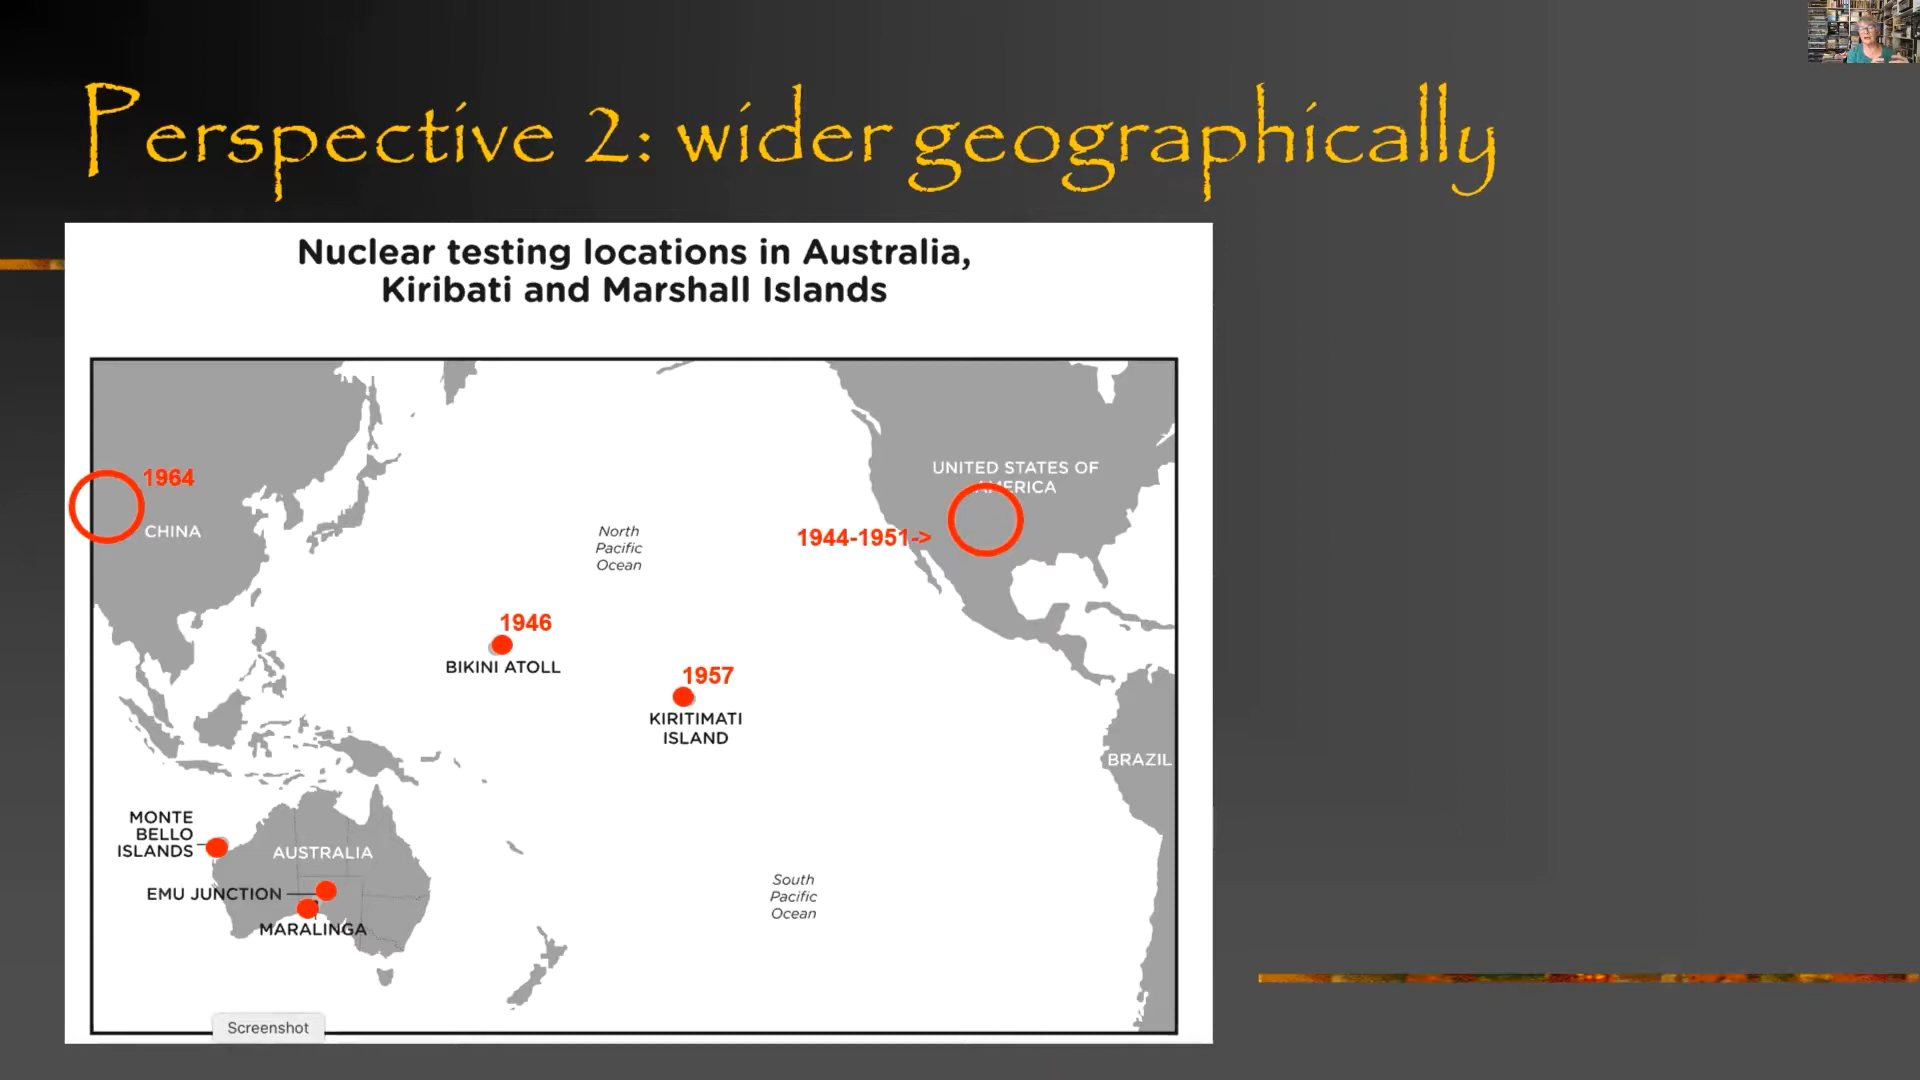 Perspective 2: wider geographically
Nuclear testing locations in Australia,
Kiribati and Marshall Islands
1964
CHINA
UNITED STATES OF
AMERICA
1944-1951->
North
Pacific
Ocean
1946
BIKINI ATOLL
1957
KIRITIMATI
ISLAND
BRAZIL
MONTE
BELLO
ISLANDS
AUSTRALIA
EMU JUNCTION
MARALINGA
South
Pacific
Ocean
Screenshot